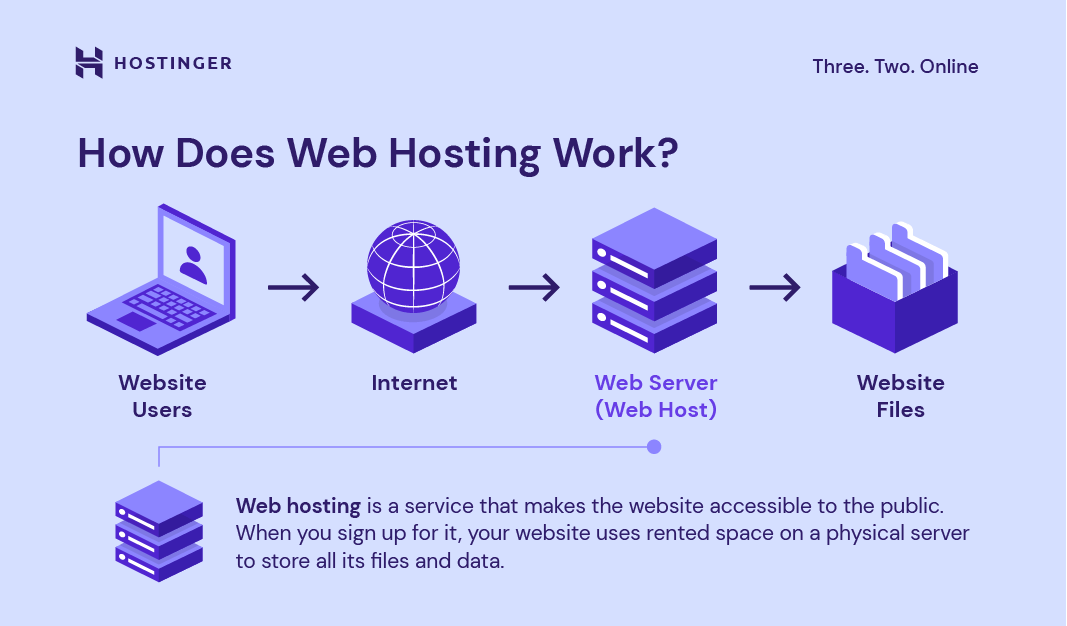 HOSTINGER
Three. Two. Online
How Does Web Hosting Work?
Website
Users
Internet
Web Server
(Web Host)
Website
Files
Web hosting is a service that makes the website accessible to the public.
When you sign up for it, your website uses rented space on a physical server
to store all its files and data.